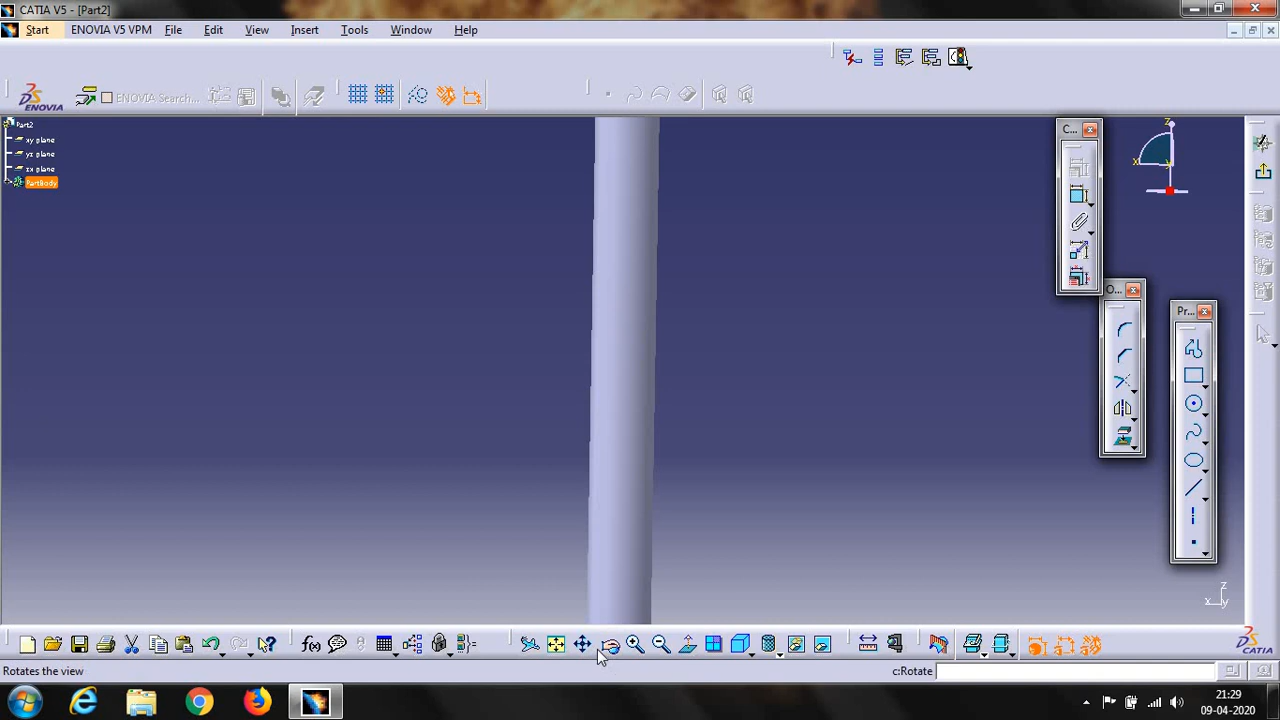 CATIA V5 - [Part2]
Start ENOVIA V5 VPM File Edit View Insert Tools Window Help
ENOVIA
ENOVIA Search...
Part2
xy plane
yz plane
zx plane
PartBody
C...
O...
Pr...
z
x
y
z
x y
f(x)
CATIA
Rotates the view
c:Rotate
21:29
09-04-2020